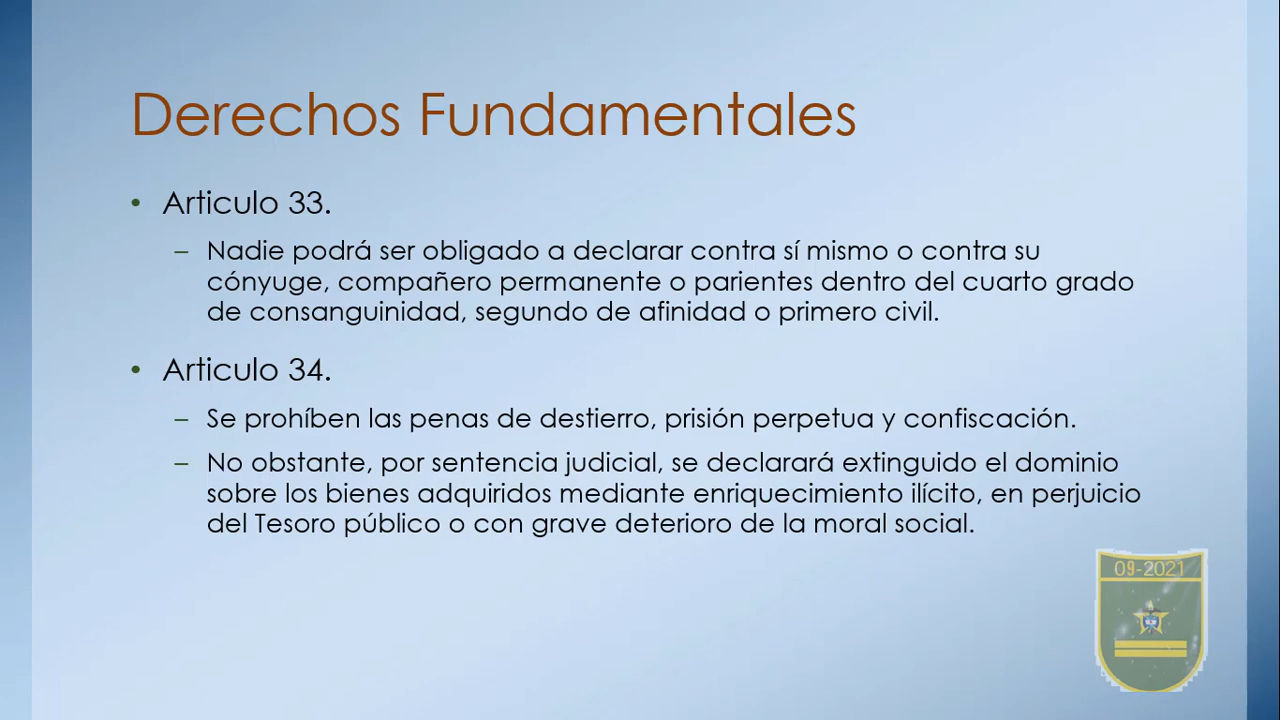 Derechos Fundamentales
• Articulo 33.
– Nadie podrá ser obligado a declarar contra sí mismo o contra su
cónyuge, compañero permanente o parientes dentro del cuarto grado
de consanguinidad, segundo de afinidad o primero civil.
• Articulo 34.
– Se prohíben las penas de destierro, prisión perpetua y confiscación.
– No obstante, por sentencia judicial, se declarará extinguido el dominio
sobre los bienes adquiridos mediante enriquecimiento ilícito, en perjuicio
del Tesoro público o con grave deterioro de la moral social.
09-2021